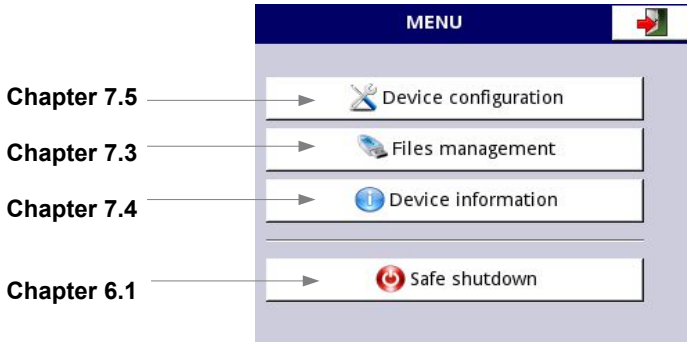 MENU
Chapter 7.5 Device configuration
Chapter 7.3 Files management
Chapter 7.4 Device information
Chapter 6.1 Safe shutdown